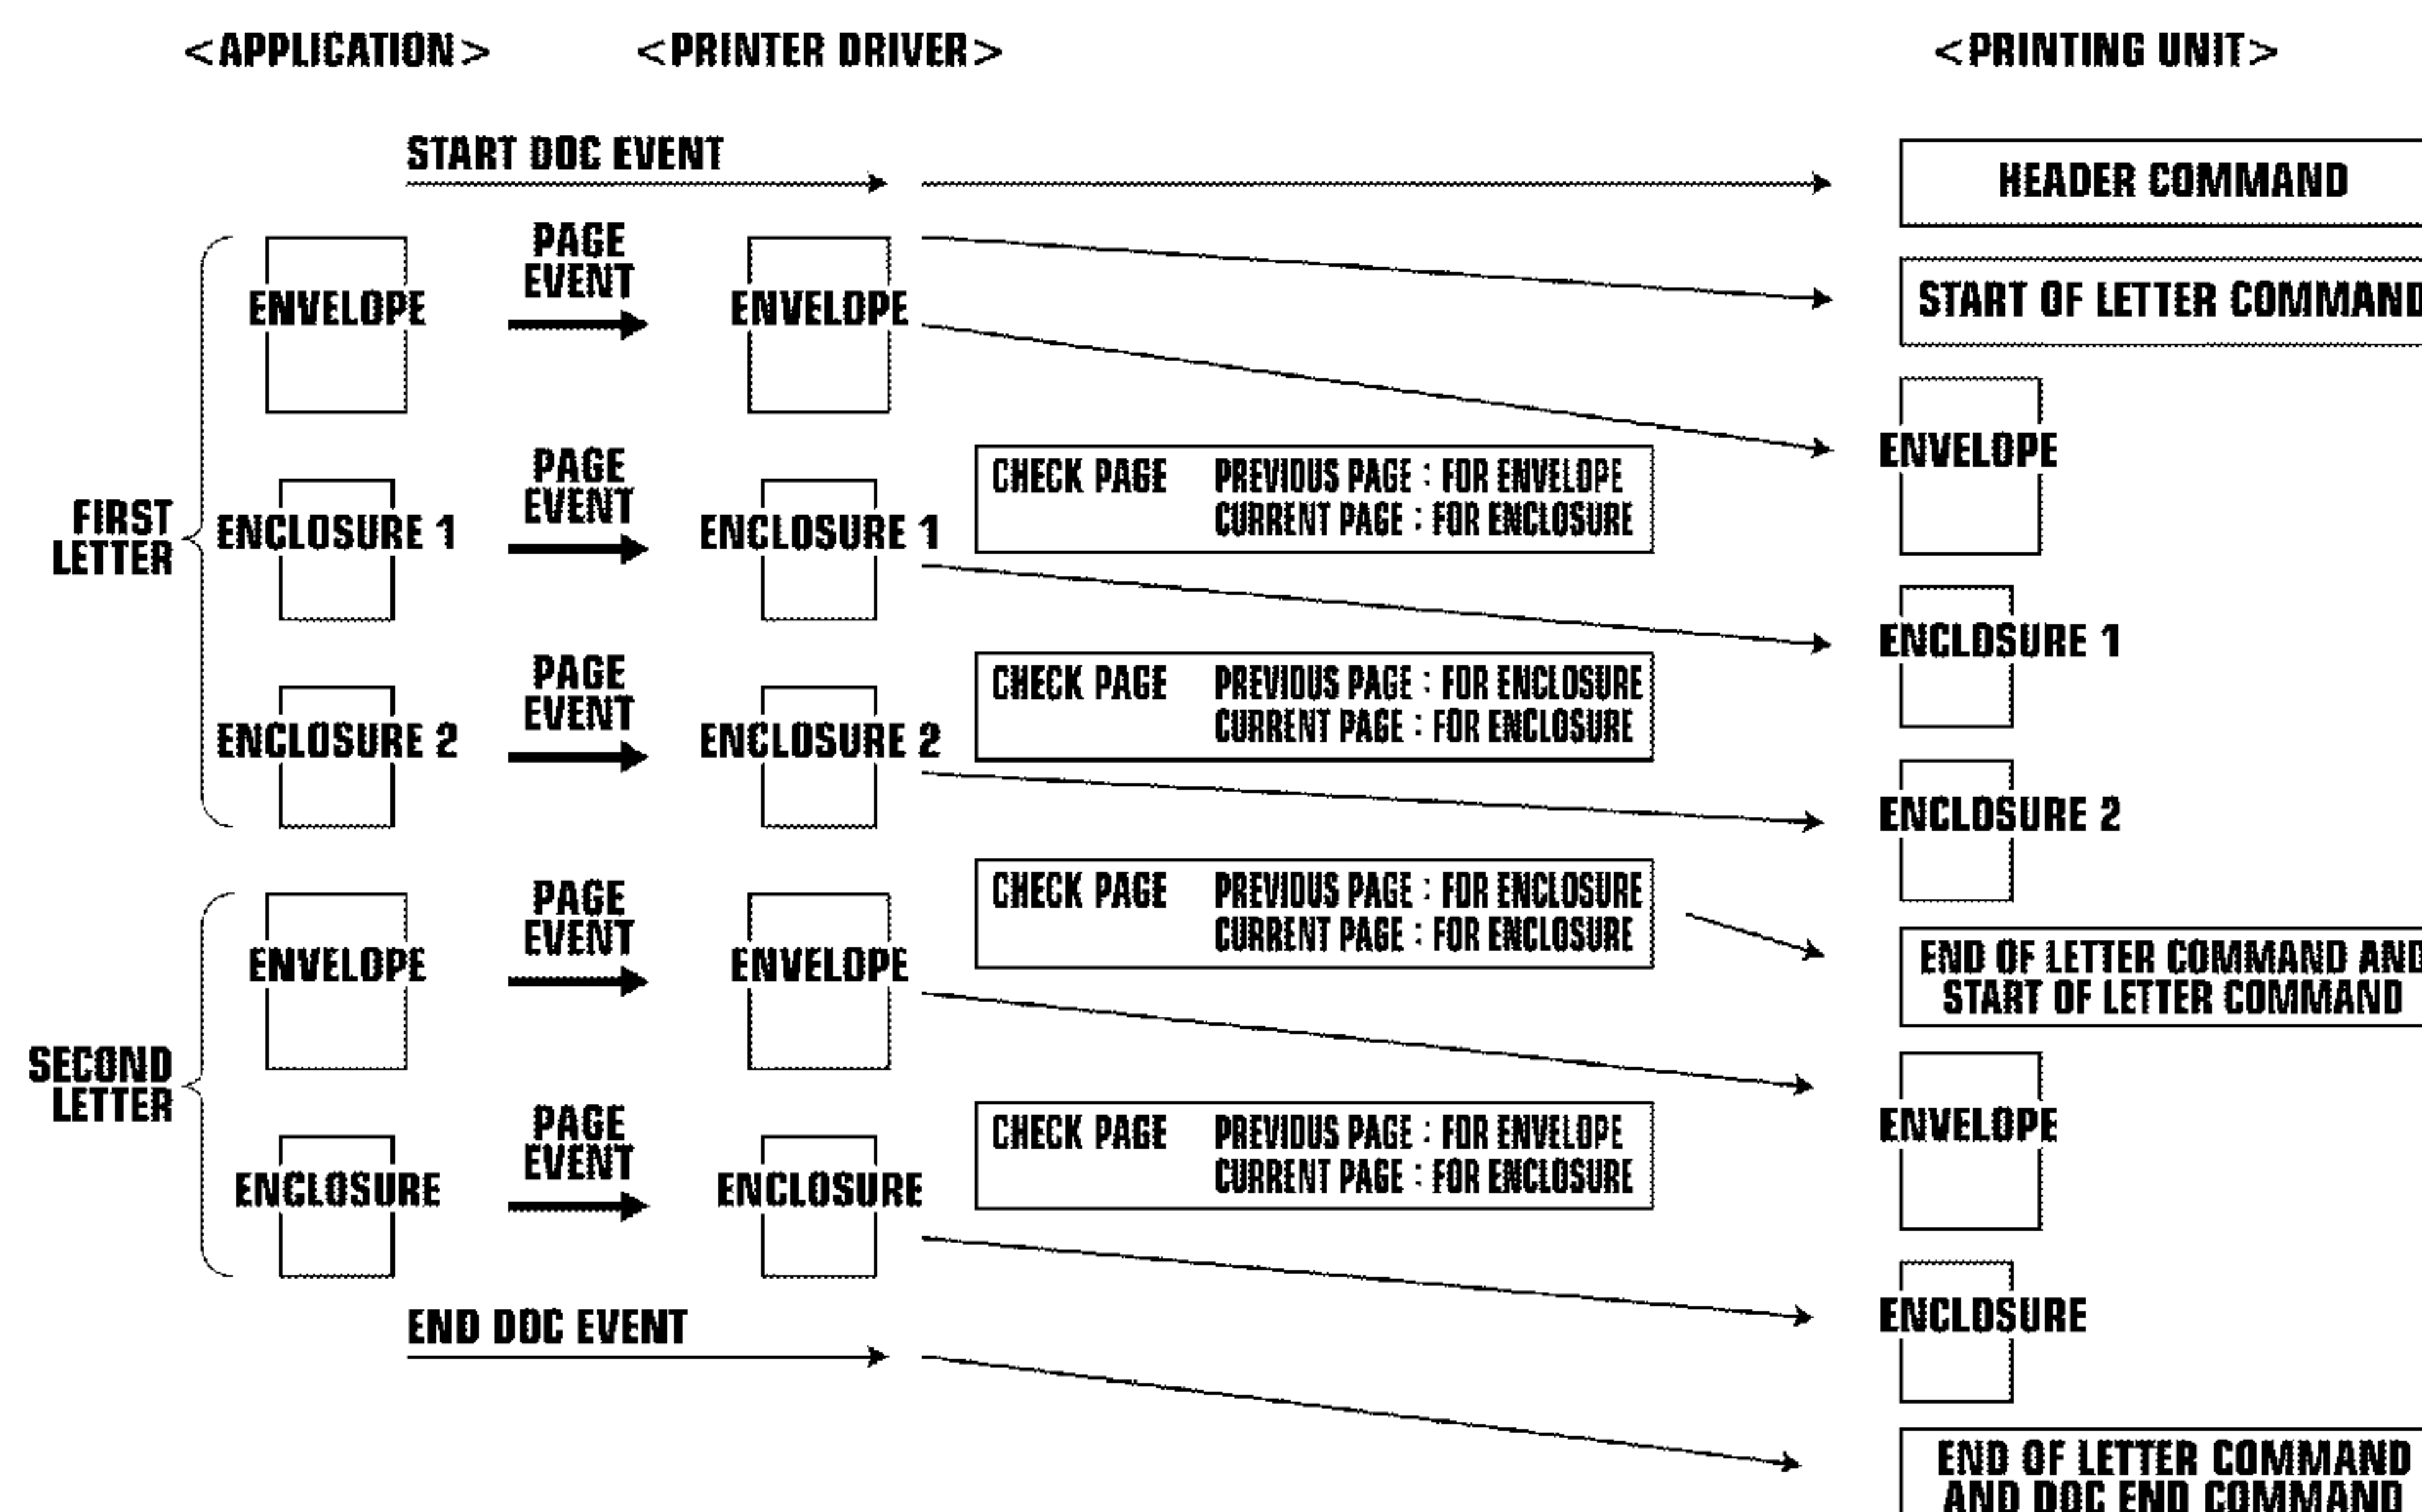 <APPLICATION> <PRINTER DRIVER> <PRINTING UNIT>
START DOC EVENT
HEADER COMMAND
PAGE
EVENT
ENVELOPE
ENVELOPE
START OF LETTER COMMAND
ENVELOPE
FIRST
LETTER
PAGE
EVENT
ENCLOSURE 1
ENCLOSURE 1
CHECK PAGE PREVIOUS PAGE : FOR ENVELOPE
CURRENT PAGE : FOR ENCLOSURE
ENCLOSURE 1
PAGE
EVENT
ENCLOSURE 2
ENCLOSURE 2
CHECK PAGE PREVIOUS PAGE : FOR ENCLOSURE
CURRENT PAGE : FOR ENCLOSURE
ENCLOSURE 2
SECOND
LETTER
PAGE
EVENT
ENVELOPE
ENVELOPE
CHECK PAGE PREVIOUS PAGE : FOR ENCLOSURE
CURRENT PAGE : FOR ENCLOSURE
END OF LETTER COMMAND AND
START OF LETTER COMMAND
ENVELOPE
PAGE
EVENT
ENCLOSURE
ENCLOSURE
CHECK PAGE PREVIOUS PAGE : FOR ENVELOPE
CURRENT PAGE : FOR ENCLOSURE
ENCLOSURE
END DOC EVENT
END OF LETTER COMMAND
AND DOC END COMMAND